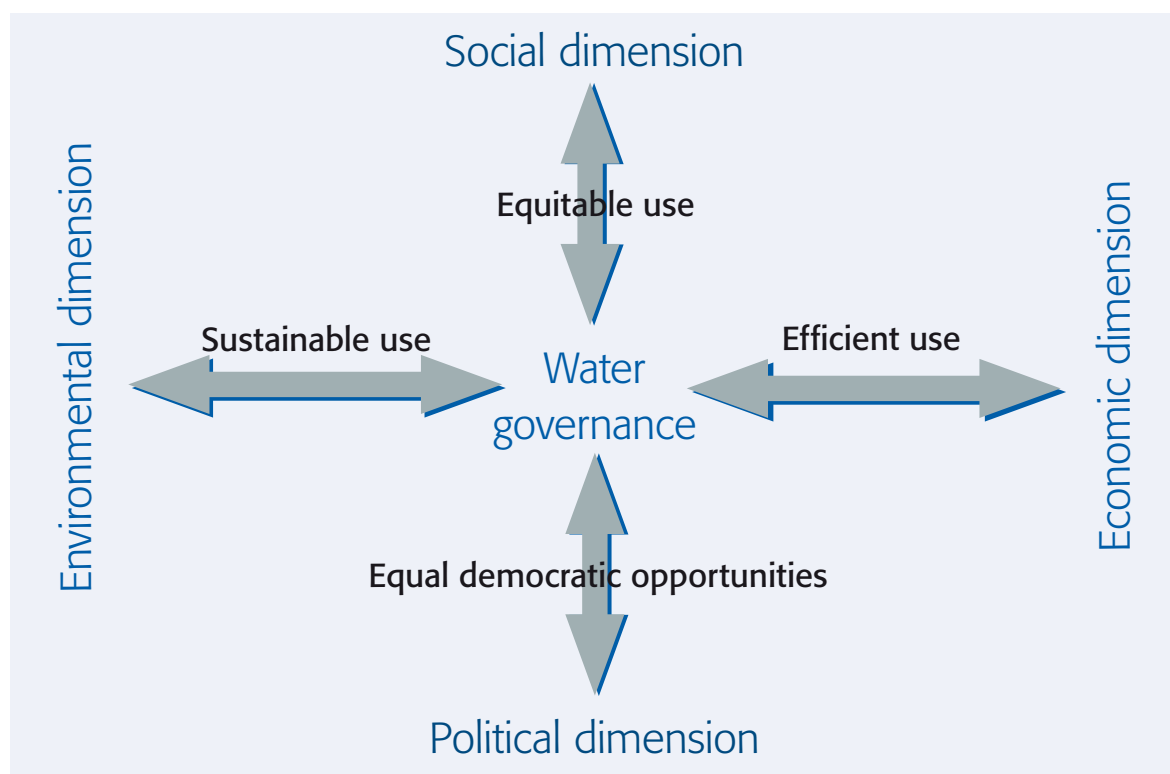 Social dimension
Equitable use
Environmental dimension
Sustainable use
Water
governance
Efficient use
Economic dimension
Equal democratic opportunities
Political dimension